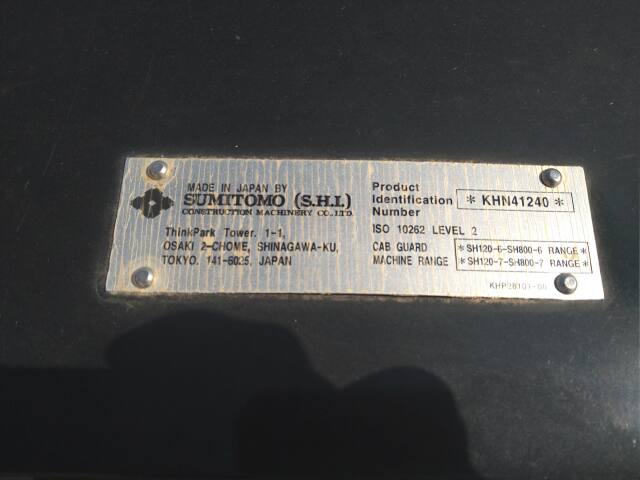 MADE IN JAPAN BY
SUMITOMO (S.H.I.)
CONSTRUCTION MACHINERY CO., LTD.
ThinkPark Tower. 1-1,
OSAKI 2-CHOME, SHINAGAWA-KU,
TOKYO. 141-6025, JAPAN
Product
Identification
Number
* KHN41240 *
ISO 10262 LEVEL 2
CAB GUARD
MACHINE RANGE
*SH120-6-SH800-6 RANGE*
*SH120-7-SH800-7 RANGE*
KHP28101-00